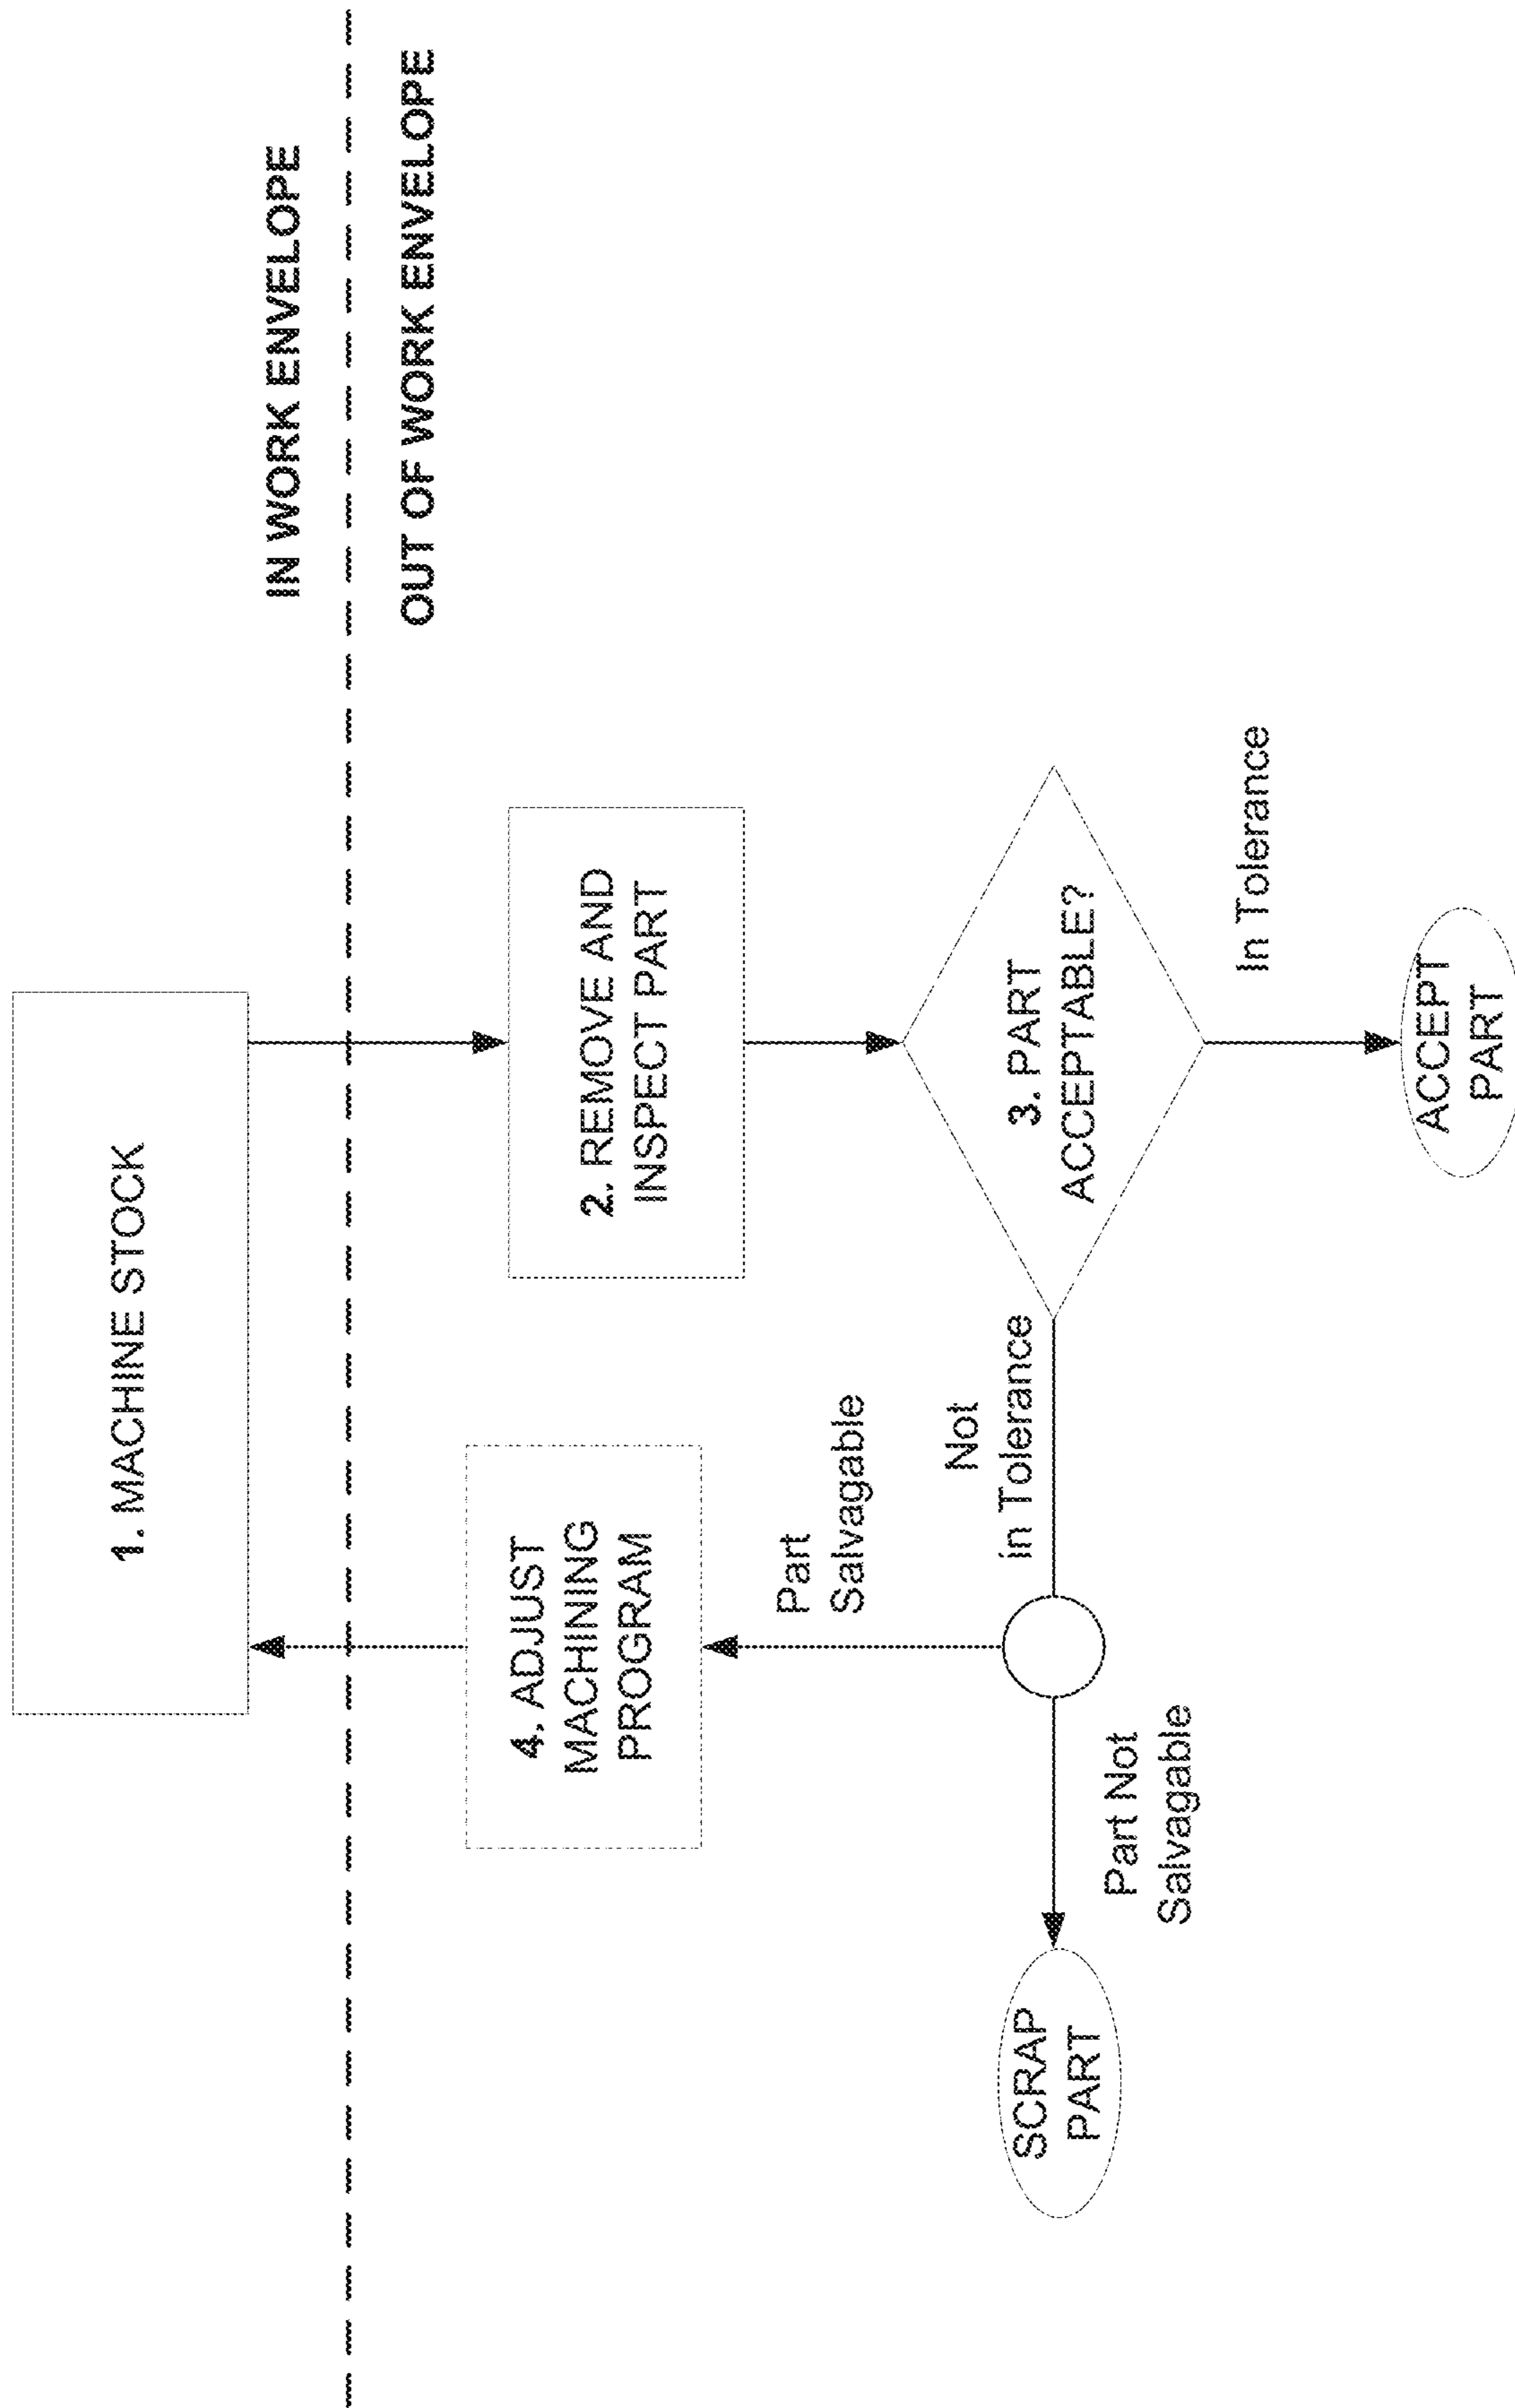 1. MACHINE STOCK
IN WORK ENVELOPE
OUT OF WORK ENVELOPE
4. ADJUST
MACHINING
PROGRAM
2. REMOVE AND
INSPECT PART
Part
Salvagable
Not
in Tolerance
3. PART
ACCEPTABLE?
SCRAP
PART
Part Not
Salvagable
In Tolerance
ACCEPT
PART